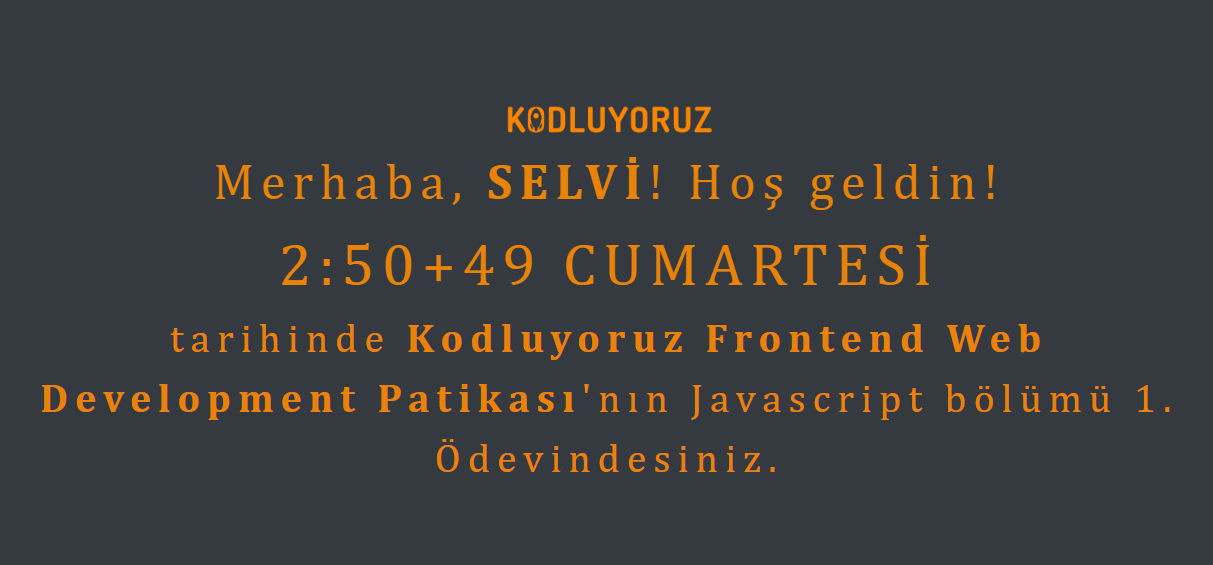 KODLUYORUZ
Merhaba, SELVİ! Hoş geldin!
2:50+49 CUMARTESİ
tarihinde Kodluyoruz Frontend Web
Development Patikası'nın Javascript bölümü 1.
Ödevindesiniz.